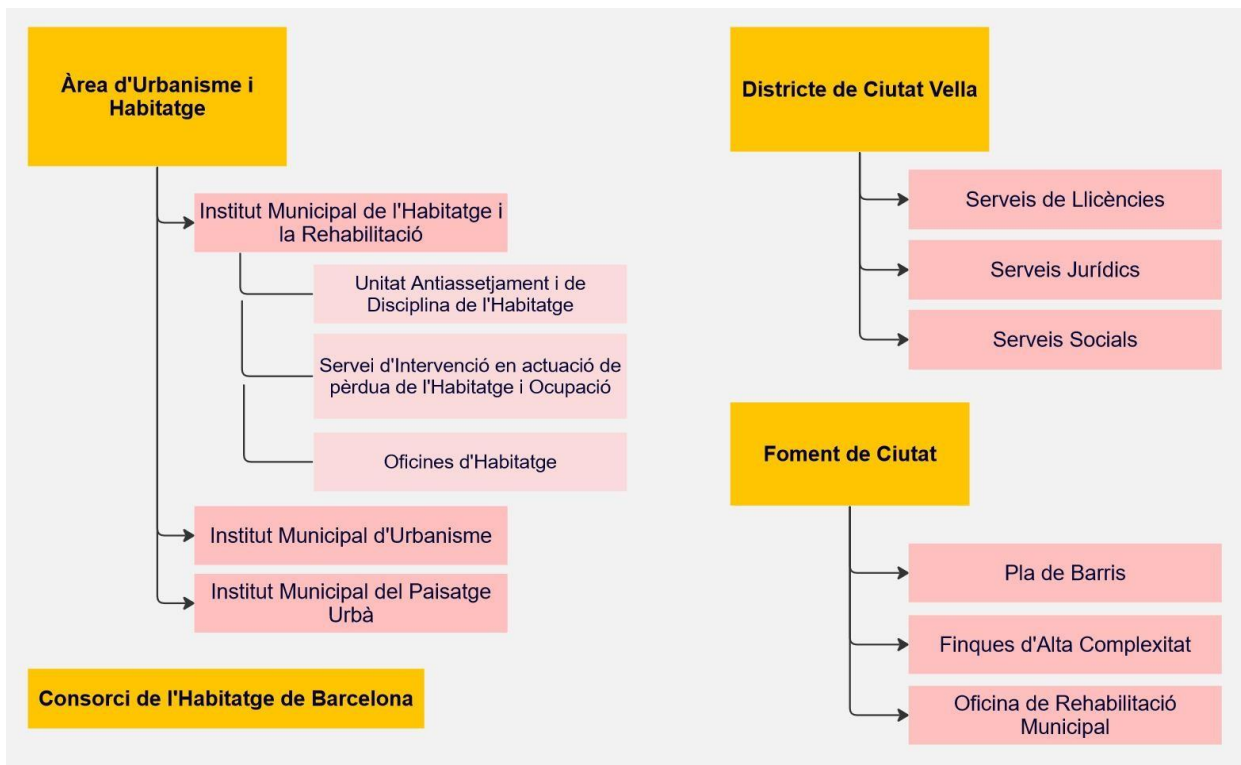 Àrea d'Urbanisme i
Habitatge
Institut Municipal de l'Habitatge i
la Rehabilitació
Unitat Antiassetjament i de
Disciplina de l'Habitatge
Servei d'Intervenció en actuació de
pèrdua de l'Habitatge i Ocupació
Oficines d'Habitatge
Institut Municipal d'Urbanisme
Institut Municipal del Paisatge
Urbà
Consorci de l'Habitatge de Barcelona
Districte de Ciutat Vella
Serveis de Llicències
Serveis Jurídics
Serveis Socials
Foment de Ciutat
Pla de Barris
Finques d'Alta Complexitat
Oficina de Rehabilitació
Municipal